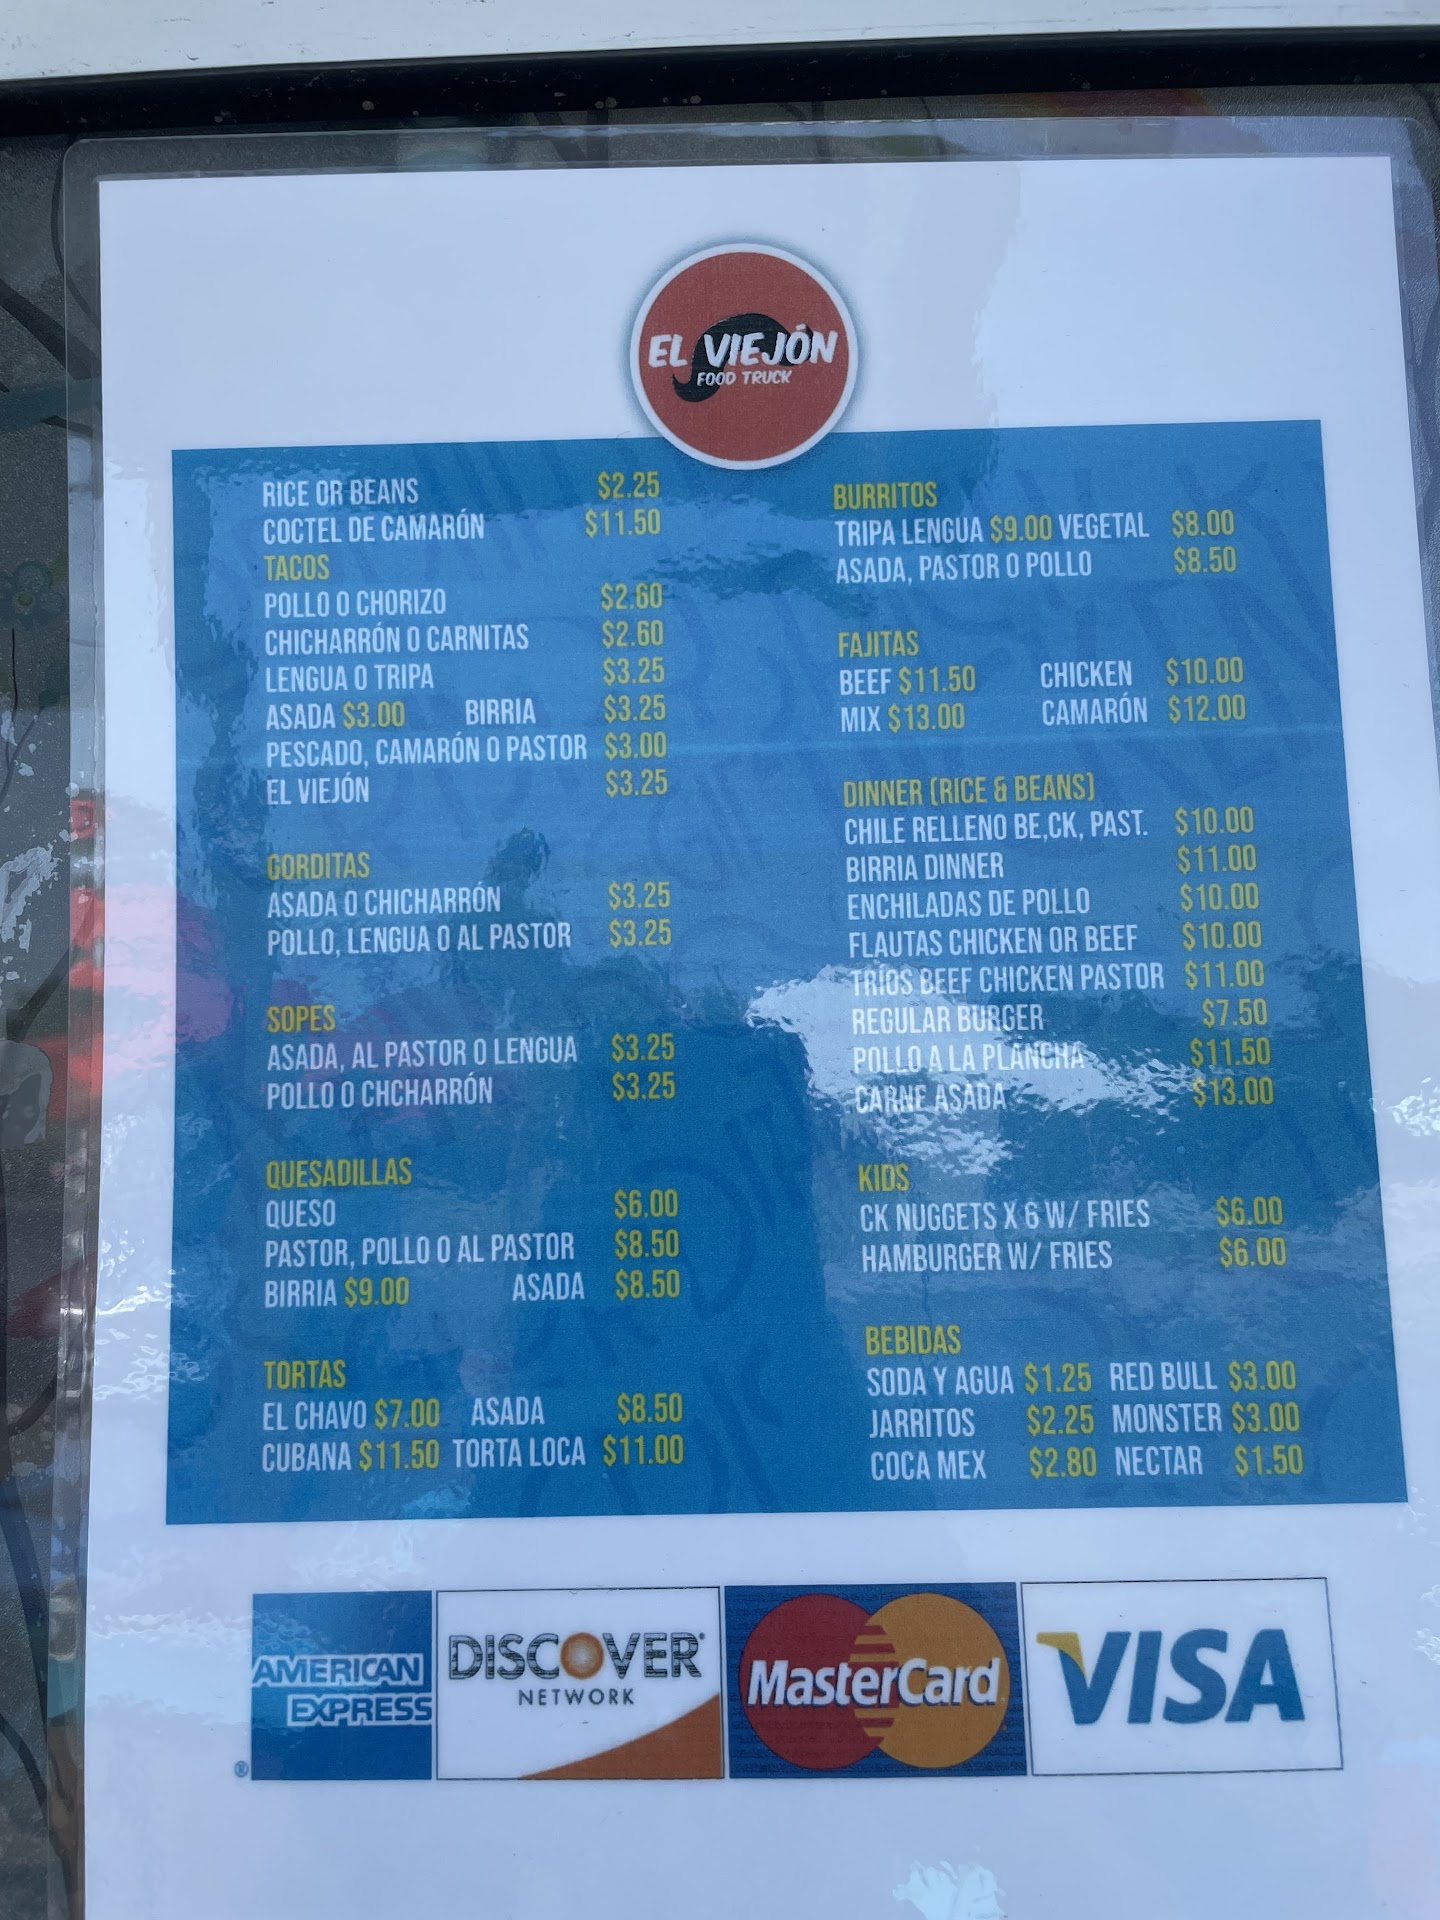 EL VIEJÓN
FOOD TRUCK
RICE OR BEANS $2.25
COCTEL DE CAMARÓN $11.50
TACOS
POLLO O CHORIZO $2.60
CHICHARRÓN O CARNITAS $2.60
LENGUA O TRIPA $3.25
ASADA $3.00 BIRRIA $3.25
PESCADO, CAMARÓN O PASTOR $3.00
EL VIEJÓN $3.25
GORDITAS
ASADA O CHICHARRÓN $3.25
POLLO, LENGUA O AL PASTOR $3.25
SOPES
ASADA, AL PASTOR O LENGUA $3.25
POLLO O CHCHARRÓN $3.25
QUESADILLAS
QUESO $6.00
PASTOR, POLLO O AL PASTOR $8.50
BIRRIA $9.00 ASADA $8.50
TORTAS
EL CHAVO $7.00 ASADA $8.50
CUBANA $11.50 TORTA LOCA $11.00
BURRITOS
TRIPA LENGUA $9.00 VEGETAL $8.00
ASADA, PASTOR O POLLO $8.50
FAJITAS
BEEF $11.50 CHICKEN $10.00
MIX $13.00 CAMARÓN $12.00
DINNER (RICE & BEANS)
CHILE RELLENO BE,CK, PAST. $10.00
BIRRIA DINNER $11.00
ENCHILADAS DE POLLO $10.00
FLAUTAS CHICKEN OR BEEF $10.00
TRÍOS BEEF CHICKEN PASTOR $11.00
REGULAR BURGER $7.50
POLLO A LA PLANCHA $11.50
CARNE ASADA $13.00
KIDS
CK NUGGETS X 6 W/ FRIES $6.00
HAMBURGER W/ FRIES $6.00
BEBIDAS
SODA Y AGUA $1.25 RED BULL $3.00
JARRITOS $2.25 MONSTER $3.00
COCA MEX $2.80 NECTAR $1.50
AMERICAN
EXPRESS
®
DISCOVER
NETWORK
MasterCard
VISA